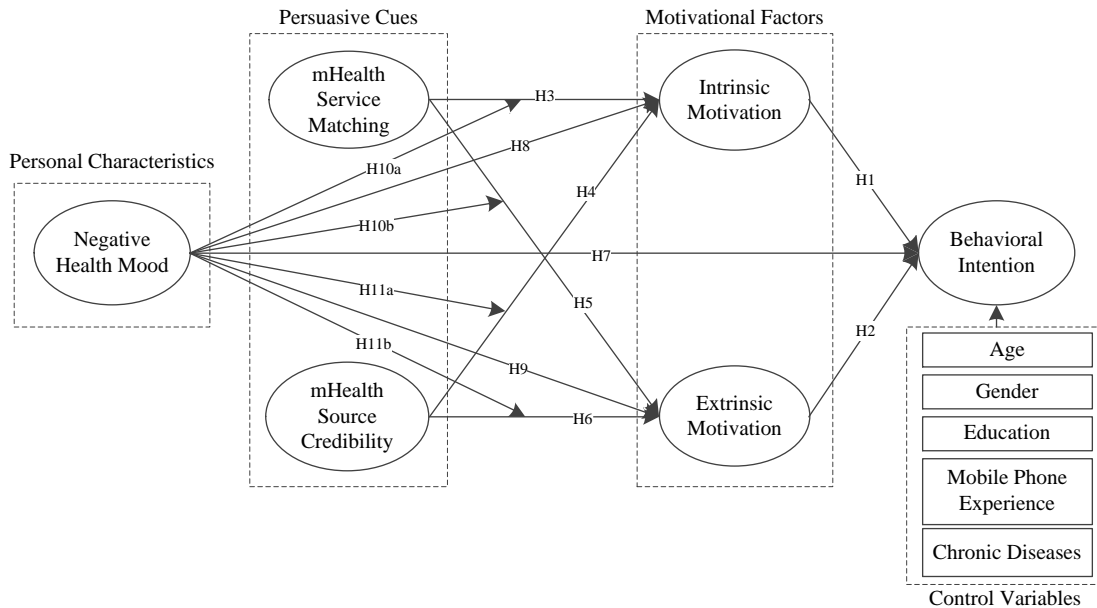 Persuasive Cues
Motivational Factors
mHealth
Service
Matching
Intrinsic
Motivation
H3
H8
H10a
H4
H1
Personal Characteristics
Negative
Health Mood
H10b
H7
Behavioral
Intention
H11a
H5
H11b
H9
H2
mHealth
Source
Credibility
H6
Extrinsic
Motivation
Age
Gender
Education
Mobile Phone
Experience
Chronic Diseases
Control Variables